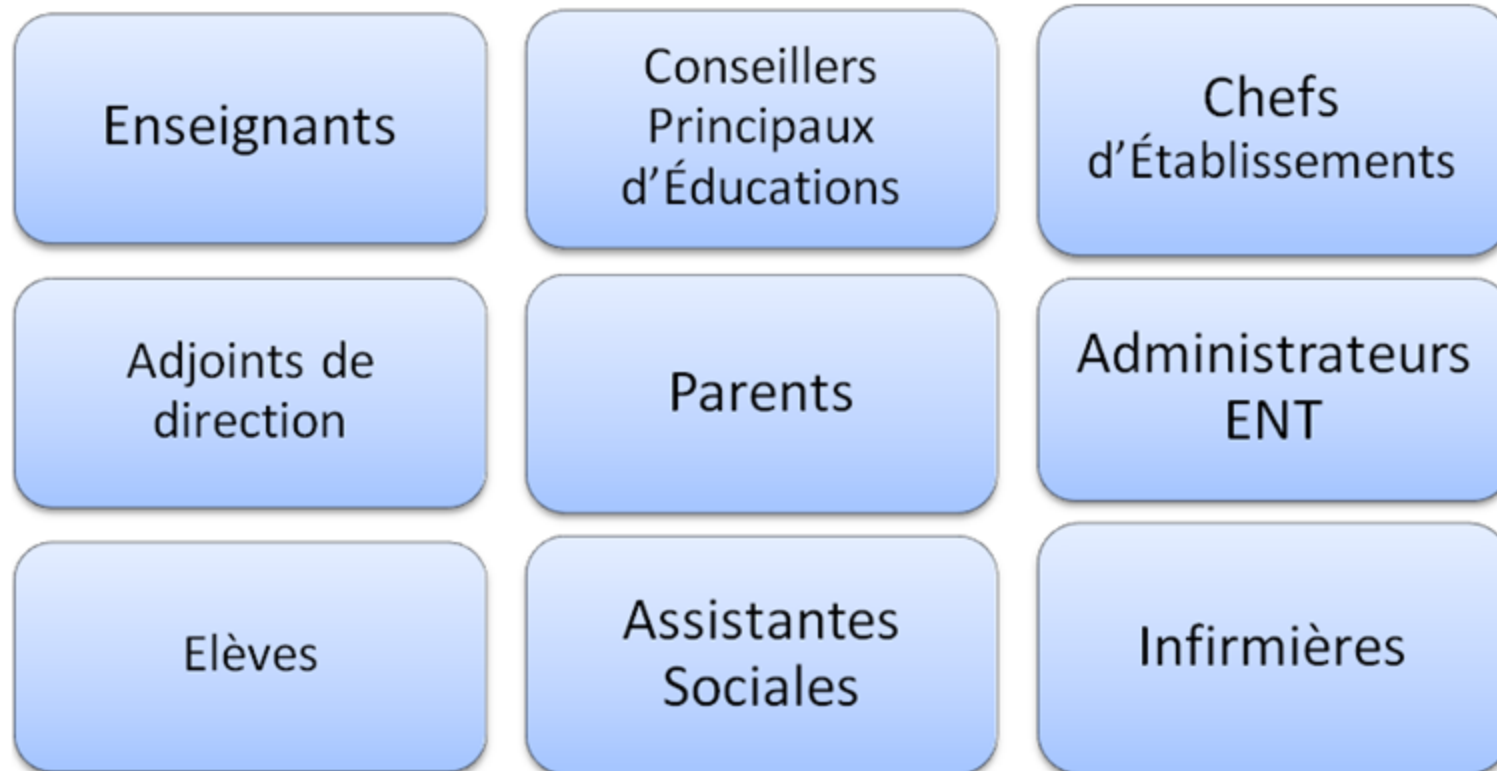 Enseignants
Conseillers
Principaux
d’Éducations
Chefs
d’Établissements
Adjoints de
direction
Parents
Administrateurs
ENT
Elèves
Assistantes
Sociales
Infirmières